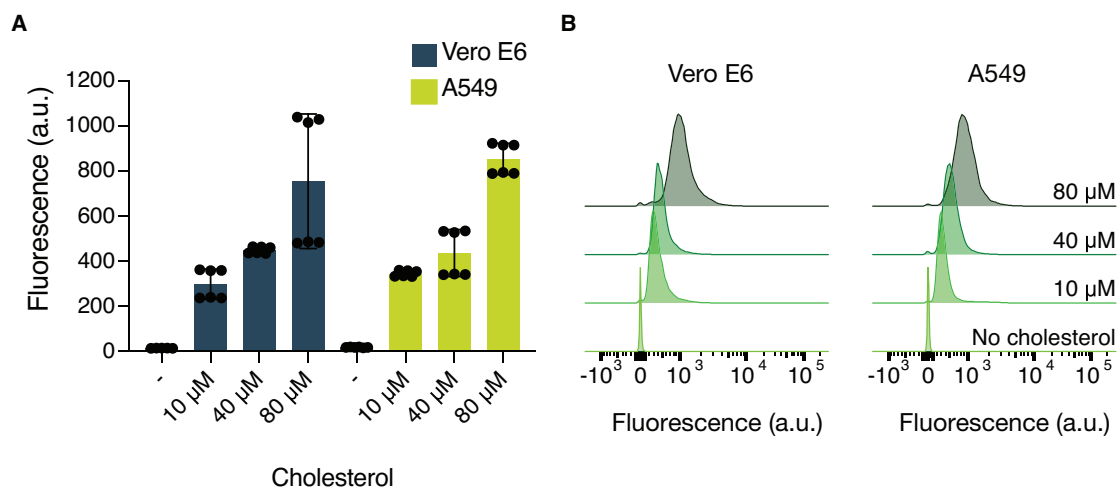 A
Vero E6
A549
Fluorescence (a.u.)
1200
1000
800
600
400
200
0
-
10 µM
40 µM
80 µM
-
10 µM
40 µM
80 µM
Cholesterol
B
Vero E6
A549
80 µM
40 µM
10 µM
No cholesterol
-10³ 0 10³ 10⁴ 10⁵
-10³ 0 10³ 10⁴ 10⁵
Fluorescence (a.u.)
Fluorescence (a.u.)